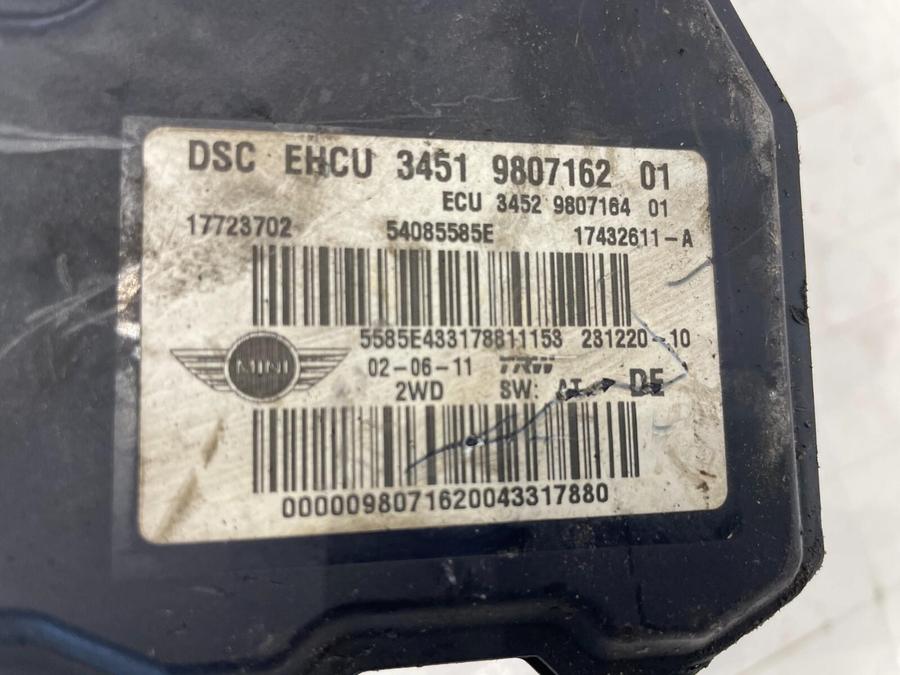 DSC EHCU 3451 9807162 01
ECU 3452 9807164 01
17723702 54085585E 17432611-A
5585E433178811153 231220-10
MINI 02-06-11 TRW
2WD SW: AT DE
0000098071620043317880